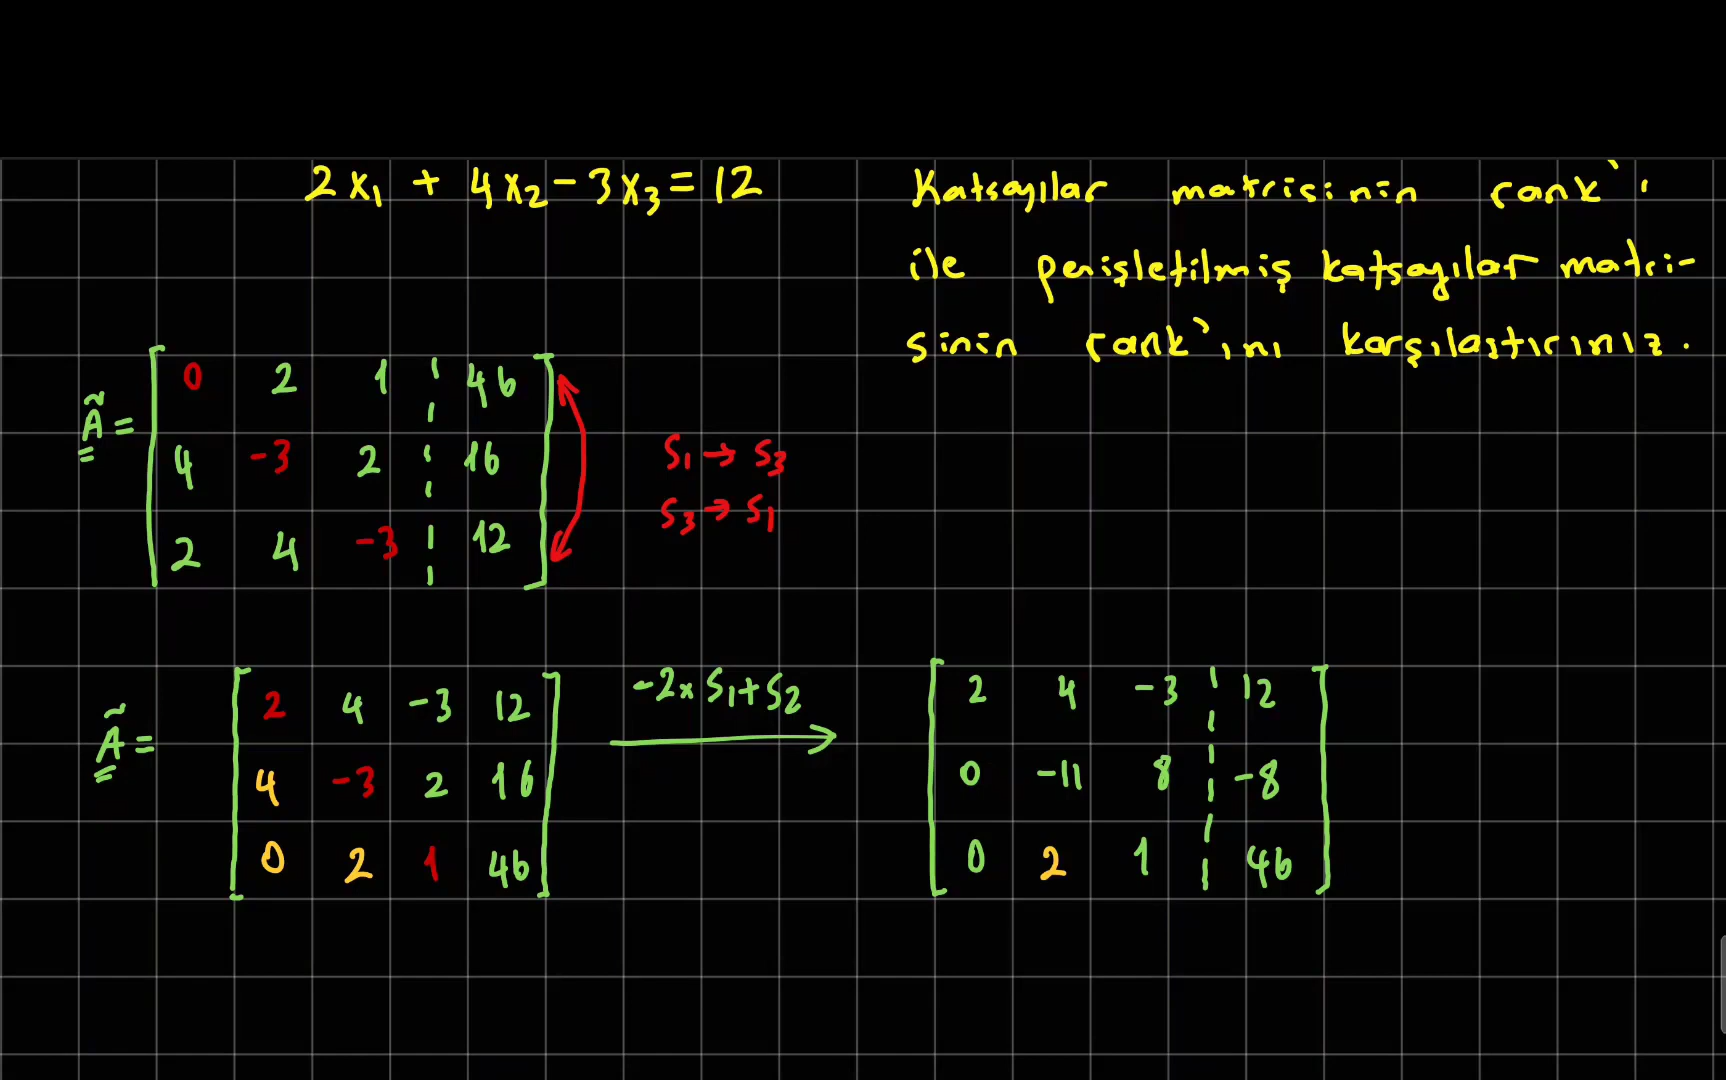 2x₁ + 4x₂ - 3x₃ = 12
Katsayılar matrisinin rank'ı
ile genişletilmiş katsayılar matri-
sinin rank'ını karşılaştırınız.
Ã = [ 0 2 1 ¦ 46 ]
[ 4 -3 2 ¦ 16 ]
[ 2 4 -3 ¦ 12 ]
S₁ → S₃
S₃ → S₁
Ã = [ 2 4 -3 12 ]
[ 4 -3 2 16 ]
[ 0 2 1 46 ]
-2x S₁+S₂
[ 2 4 -3 ¦ 12 ]
[ 0 -11 8 ¦ -8 ]
[ 0 2 1 ¦ 46 ]